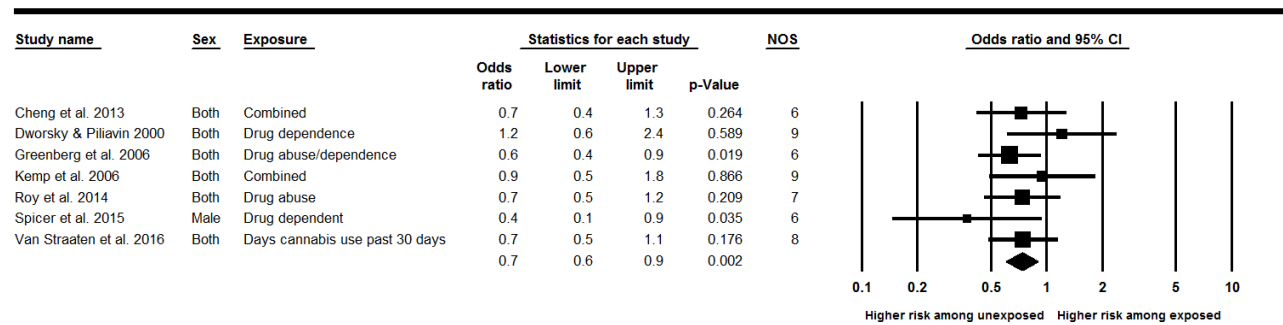 Study name Sex Exposure Statistics for each study NOS Odds ratio and 95% CI
Odds ratio Lower limit Upper limit p-Value
Cheng et al. 2013 Both Combined 0.7 0.4 1.3 0.264 6
Dworsky & Piliavin 2000 Both Drug dependence 1.2 0.6 2.4 0.589 9
Greenberg et al. 2006 Both Drug abuse/dependence 0.6 0.4 0.9 0.019 6
Kemp et al. 2006 Both Combined 0.9 0.5 1.8 0.866 9
Roy et al. 2014 Both Drug abuse 0.7 0.5 1.2 0.209 7
Spicer et al. 2015 Male Drug dependent 0.4 0.1 0.9 0.035 6
Van Straaten et al. 2016 Both Days cannabis use past 30 days 0.7 0.5 1.1 0.176 8
0.7 0.6 0.9 0.002
0.1 0.2 0.5 1 2 5 10
Higher risk among unexposed Higher risk among exposed